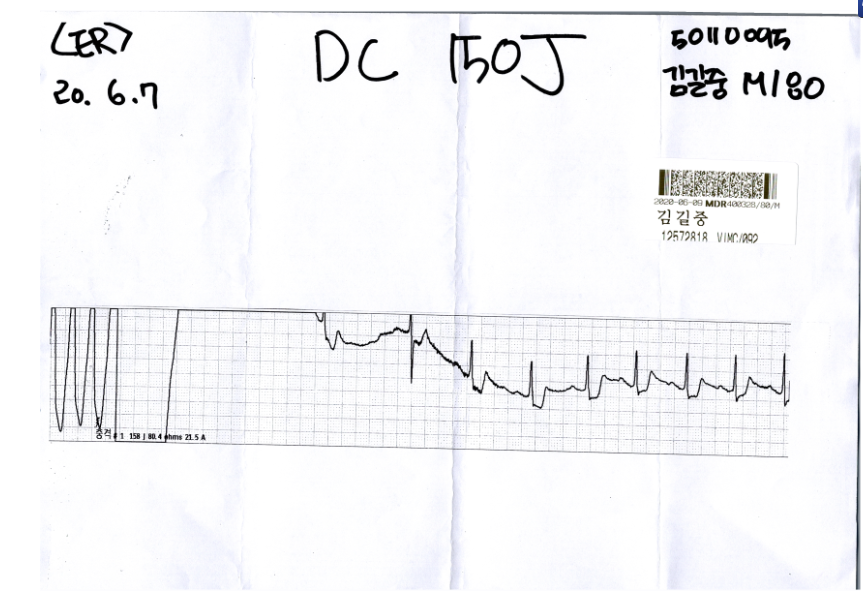 <ER>
20. 6.7
DC 150J
50110095
김길중 M/80
2020-06-09 MDR400328/80/M
김길중
12572818 VIMC/092
충격 # 1 158 J 80.4 ohms 21.5 A